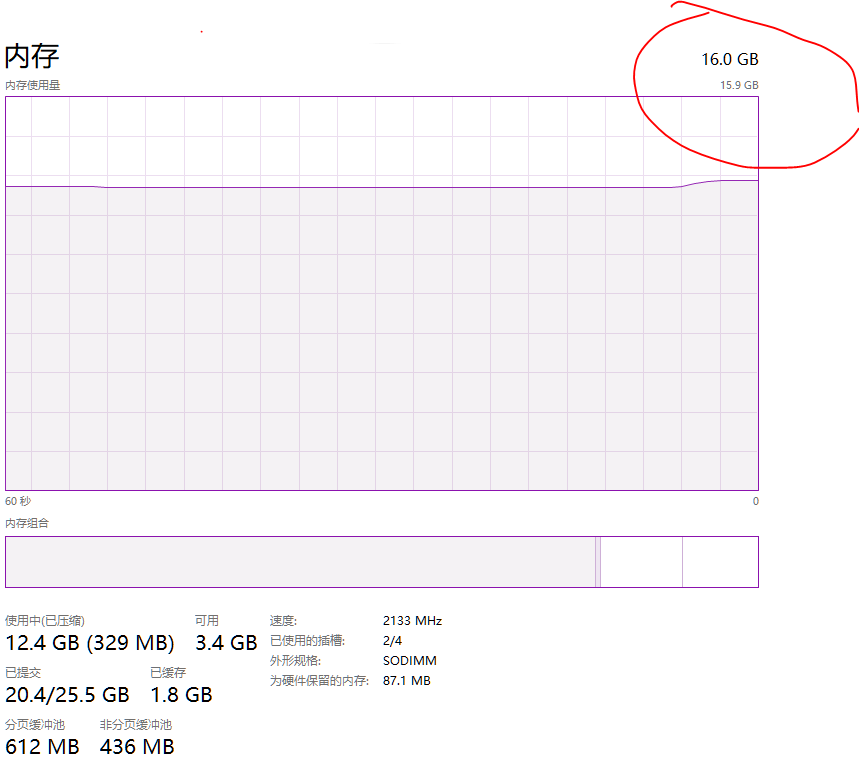 内存
16.0 GB
内存使用量
15.9 GB
60 秒
0
内存组合
使用中(已压缩)
可用
12.4 GB (329 MB)
3.4 GB
已提交
已缓存
20.4/25.5 GB
1.8 GB
分页缓冲池
非分页缓冲池
612 MB
436 MB
速度:
2133 MHz
已使用的插槽:
2/4
外形规格:
SODIMM
为硬件保留的内存:
87.1 MB